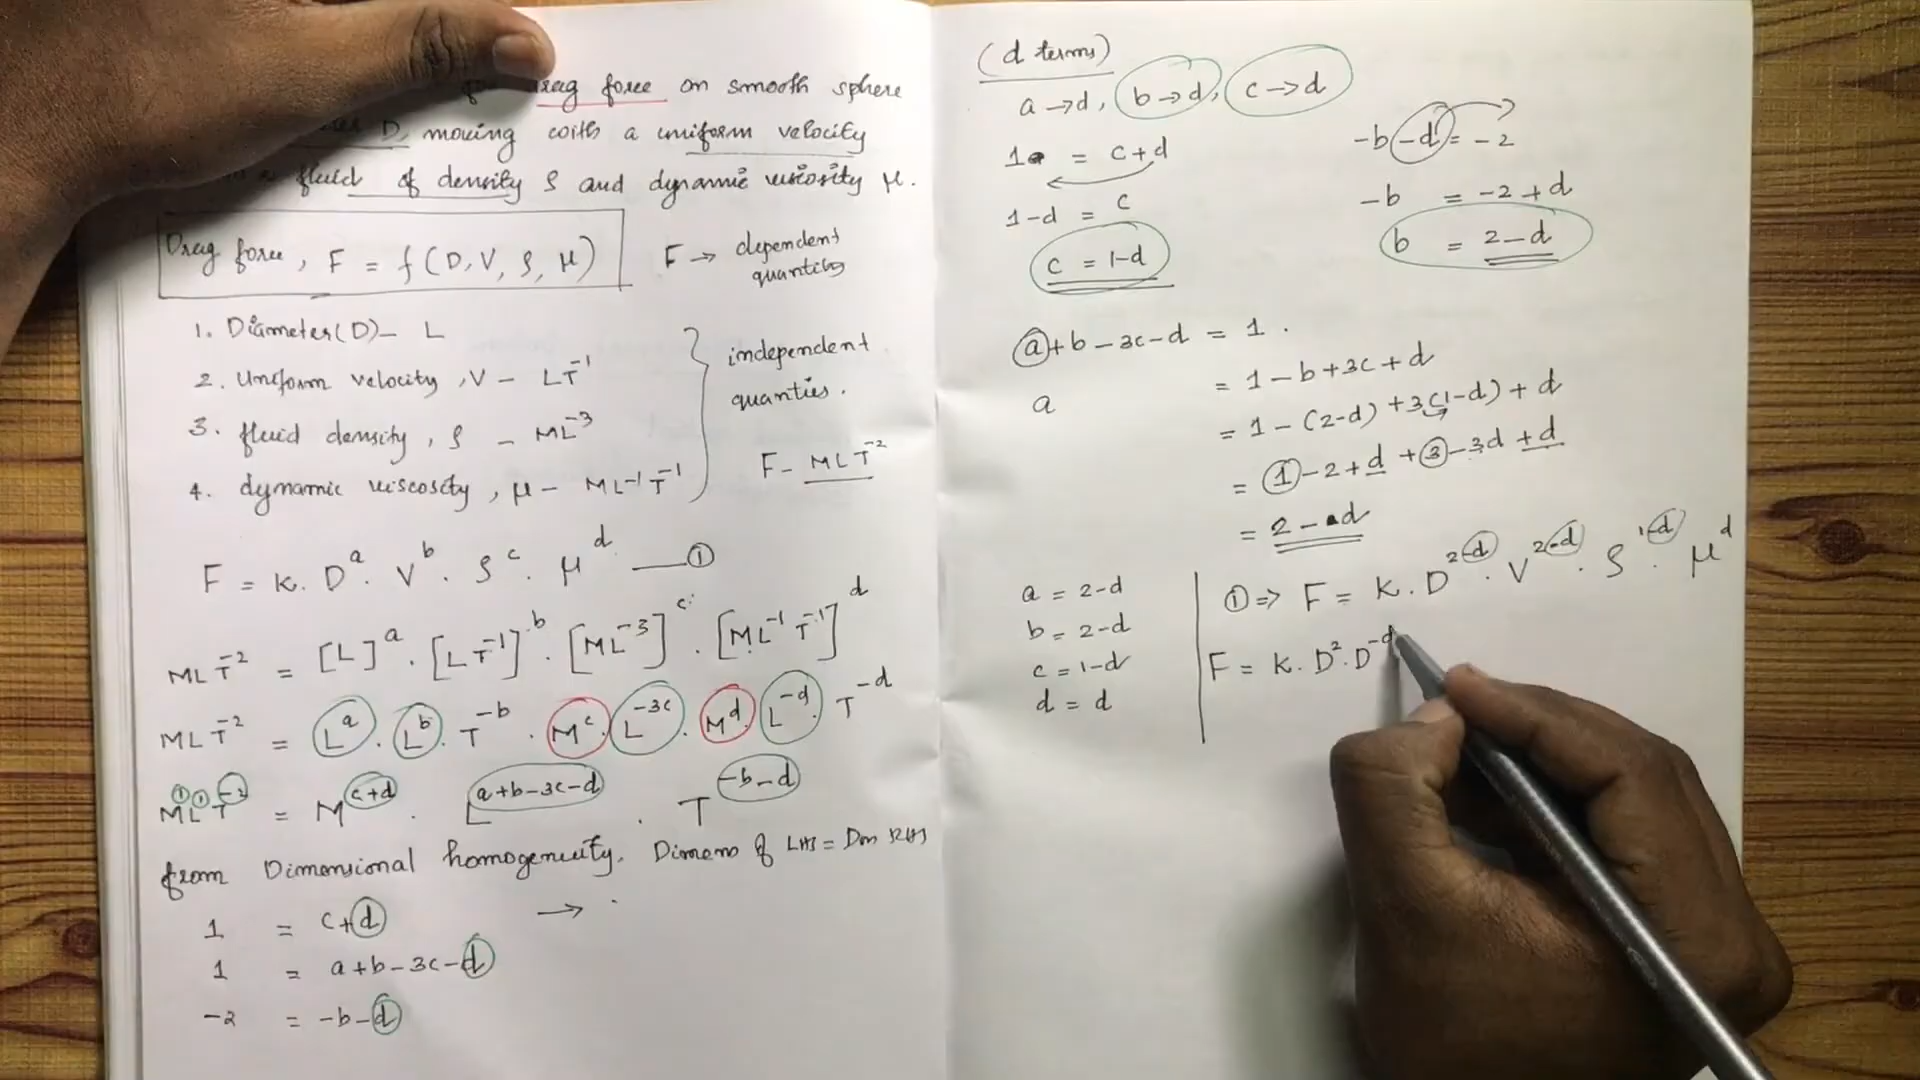 drag force on smooth sphere
D, moving with a uniform velocity
fluid of density ρ and dynamic viscosity μ.
Drag force, F = f(D, V, ρ, μ)
F → dependent quantity
1. Diameter(D) – L
2. Uniform velocity, V – LT⁻¹
3. fluid density, ρ – ML⁻³
4. dynamic viscosity, μ – ML⁻¹T⁻¹
independent
quanties.
F – MLT⁻²
F = K. Dᵃ. Vᵇ. ρᶜ. μᵈ ——①
MLT⁻² = [L]ᵃ. [LT⁻¹]ᵇ. [ML⁻³]ᶜ. [ML⁻¹T⁻¹]ᵈ
MLT⁻² = Lᵃ. Lᵇ. T⁻ᵇ. Mᶜ. L⁻³ᶜ. Mᵈ. L⁻ᵈ. T⁻ᵈ
M¹L¹T⁻² = M^(c+d). L^(a+b-3c-d). T^(-b-d)
from Dimensional homogenuity. Dimens of LHS = Dm RHS
1 = c+d →
1 = a+b-3c-d
-2 = -b-d
(d terms)
a→d, b→d, c→d
1 = c+d
1-d = c
c = 1-d
-b-d = -2
-b = -2+d
b = 2-d
a+b-3c-d = 1.
a = 1-b+3c+d
= 1-(2-d)+3(1-d)+d
= 1-2+d+3-3d+d
= 2-d
a = 2-d
b = 2-d
c = 1-d
d = d
① ⇒ F = K. D^(2-d). V^(2-d). ρ^(1-d). μᵈ
F = K. D². D⁻ᵈ